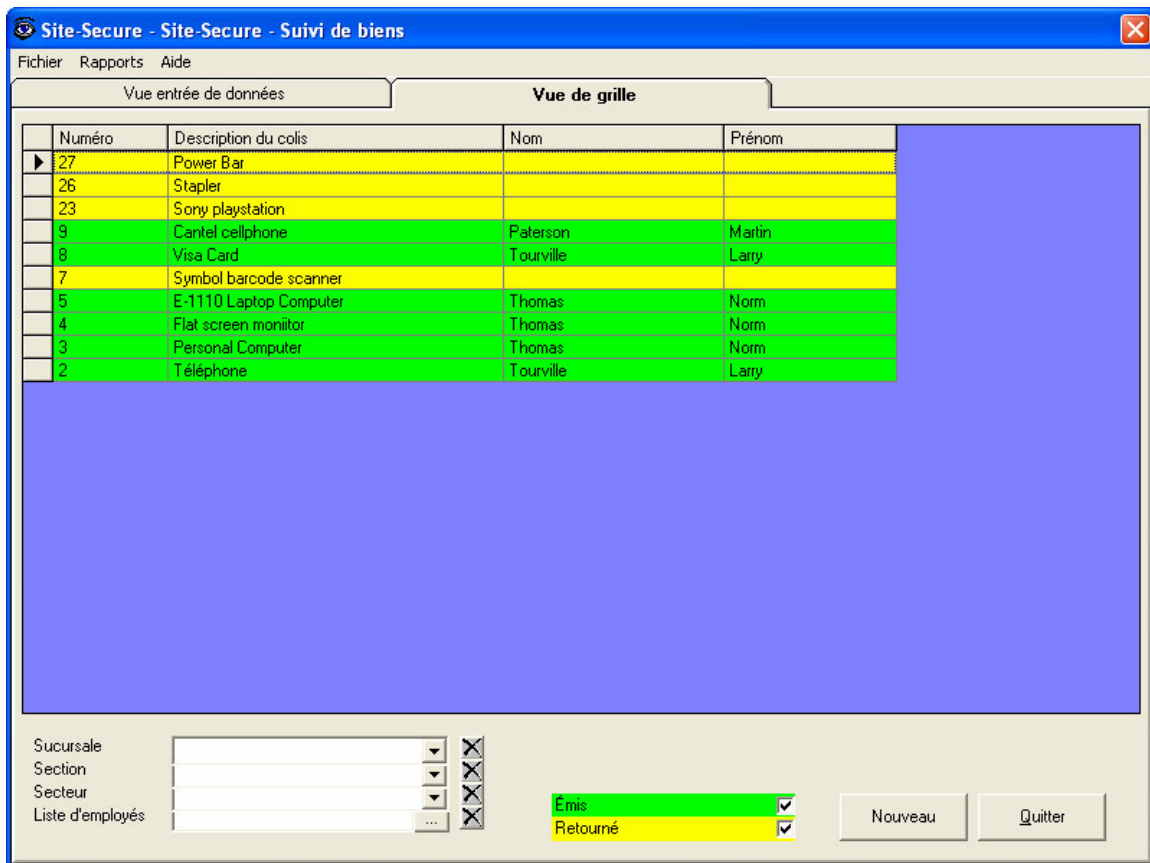 Site-Secure - Site-Secure - Suivi de biens
Fichier Rapports Aide
Vue entrée de données Vue de grille
Numéro Description du colis Nom Prénom
27 Power Bar
26 Stapler
23 Sony playstation
9 Cantel cellphone Paterson Martin
8 Visa Card Tourville Larry
7 Symbol barcode scanner
5 E-1110 Laptop Computer Thomas Norm
4 Flat screen moniitor Thomas Norm
3 Personal Computer Thomas Norm
2 Téléphone Tourville Larry
Sucursale
Section
Secteur
Liste d'employés ...
Émis
Retourné
Nouveau Quitter